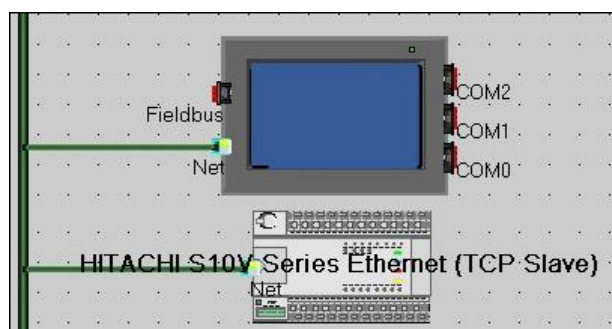 COM2
Fieldbus
COM1
Net
COM0
HITACHI S10V Series Ethernet (TCP Slave)
Net